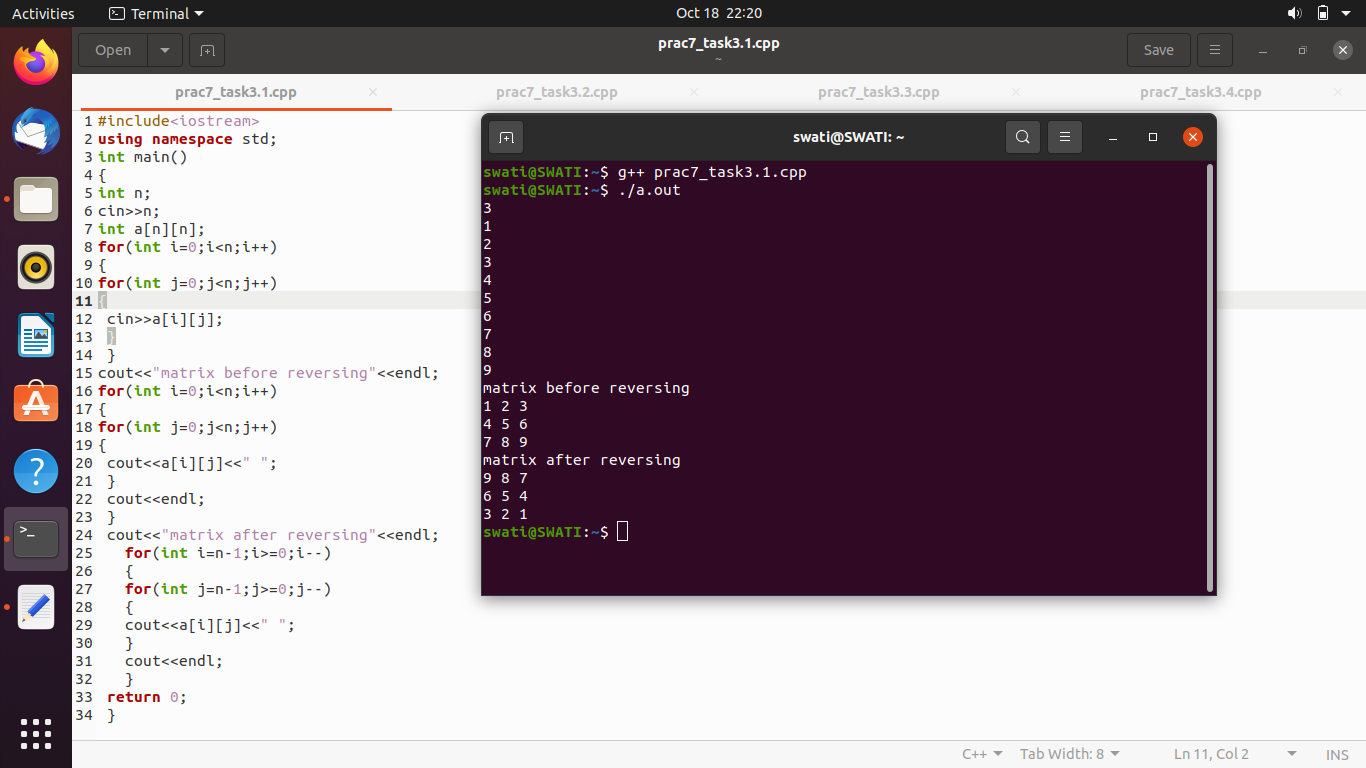 Activities
Terminal
Oct 18 22:20
Open
prac7_task3.1.cpp
~
Save
prac7_task3.1.cpp
prac7_task3.2.cpp
prac7_task3.3.cpp
prac7_task3.4.cpp
1 #include<iostream>
2 using namespace std;
3 int main()
4 {
5 int n;
6 cin>>n;
7 int a[n][n];
8 for(int i=0;i<n;i++)
9 {
10 for(int j=0;j<n;j++)
11 {
12  cin>>a[i][j];
13  }
14  }
15 cout<<"matrix before reversing"<<endl;
16 for(int i=0;i<n;i++)
17 {
18 for(int j=0;j<n;j++)
19 {
20  cout<<a[i][j]<<" ";
21  }
22  cout<<endl;
23  }
24  cout<<"matrix after reversing"<<endl;
25    for(int i=n-1;i>=0;i--)
26    {
27    for(int j=n-1;j>=0;j--)
28    {
29    cout<<a[i][j]<<" ";
30    }
31    cout<<endl;
32    }
33  return 0;
34  }
swati@SWATI: ~
swati@SWATI:~$ g++ prac7_task3.1.cpp
swati@SWATI:~$ ./a.out
3
1
2
3
4
5
6
7
8
9
matrix before reversing
1 2 3
4 5 6
7 8 9
matrix after reversing
9 8 7
6 5 4
3 2 1
swati@SWATI:~$
C++
Tab Width: 8
Ln 11, Col 2
INS